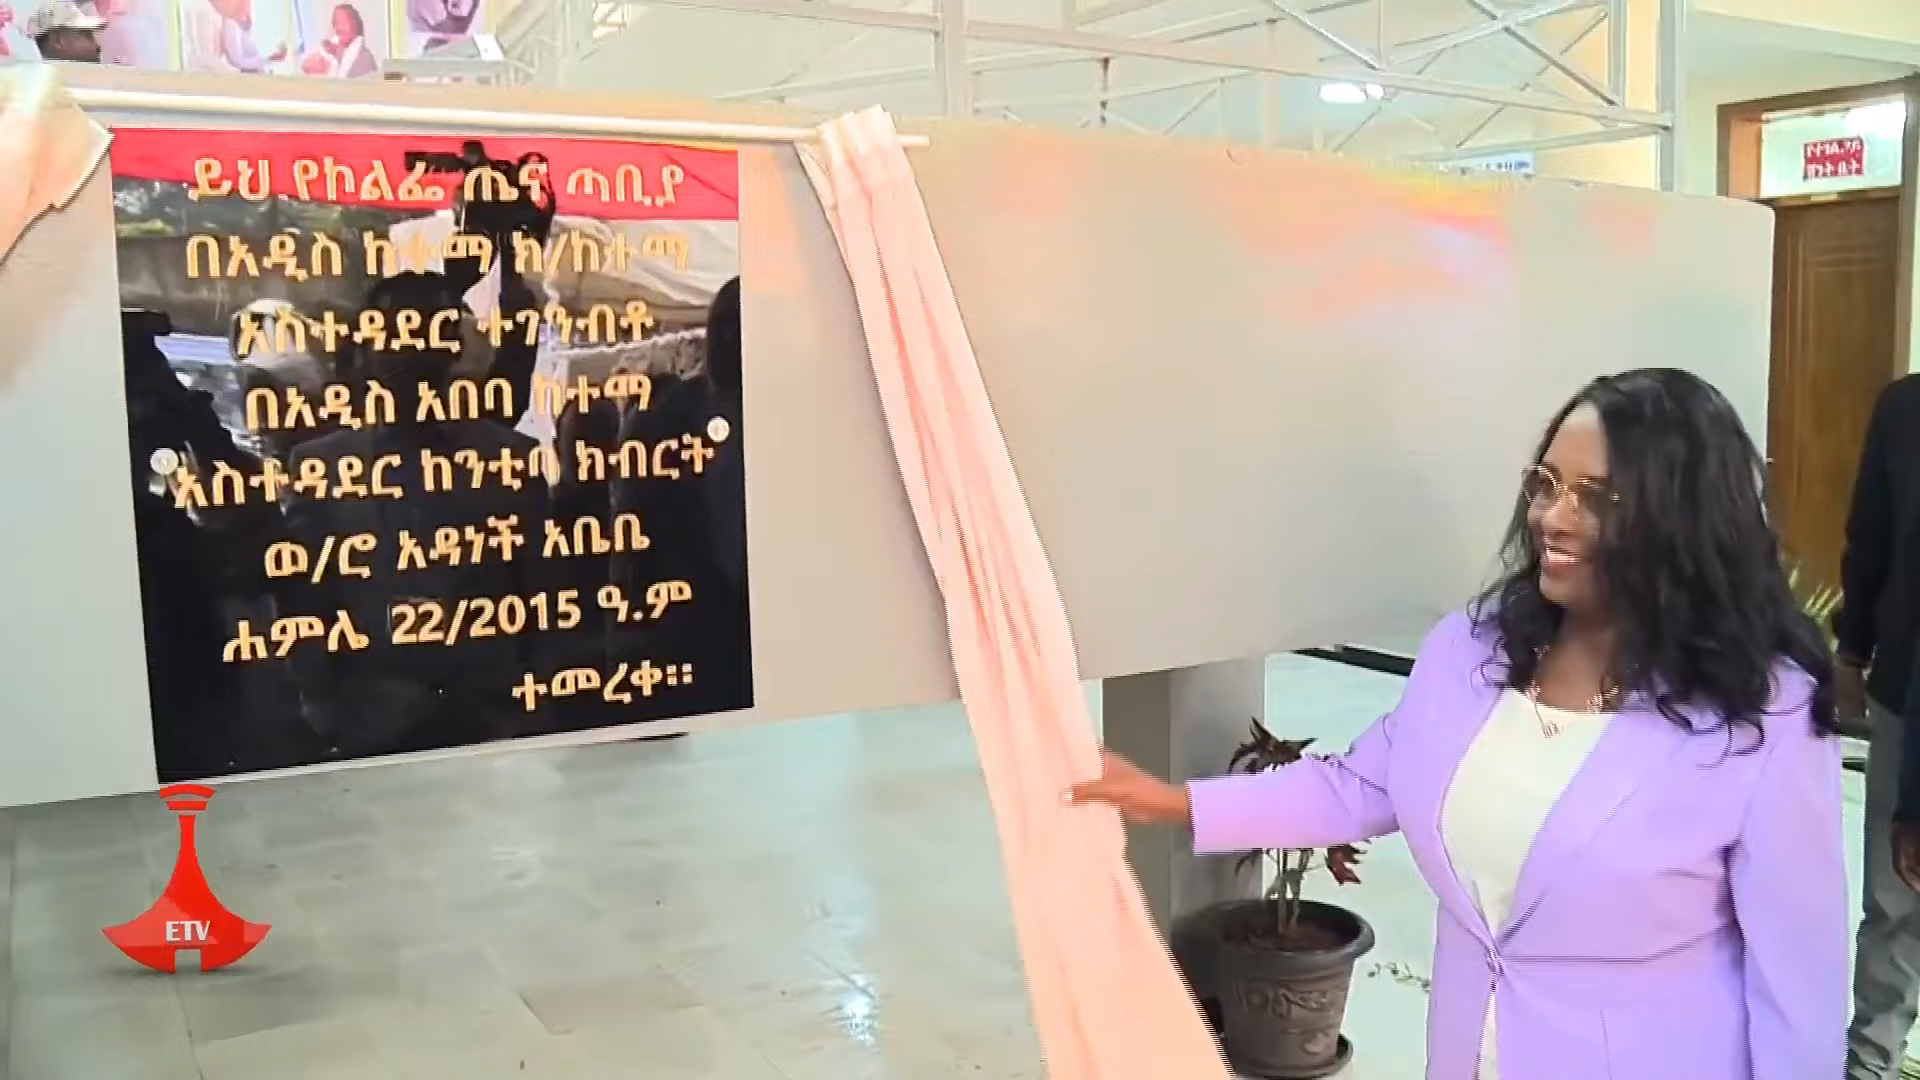 ይህ የኮልፌ ጤና ጣቢያ
በአዲስ ከተማ ክ/ከተማ
አስተዳደር ተገንብቶ
በአዲስ አበባ ከተማ
አስተዳደር ከንቲባ ክብርት
ወ/ሮ አዳነች አቤቤ
ሐምሌ 22/2015 ዓ.ም
ተመረቀ።
ETV